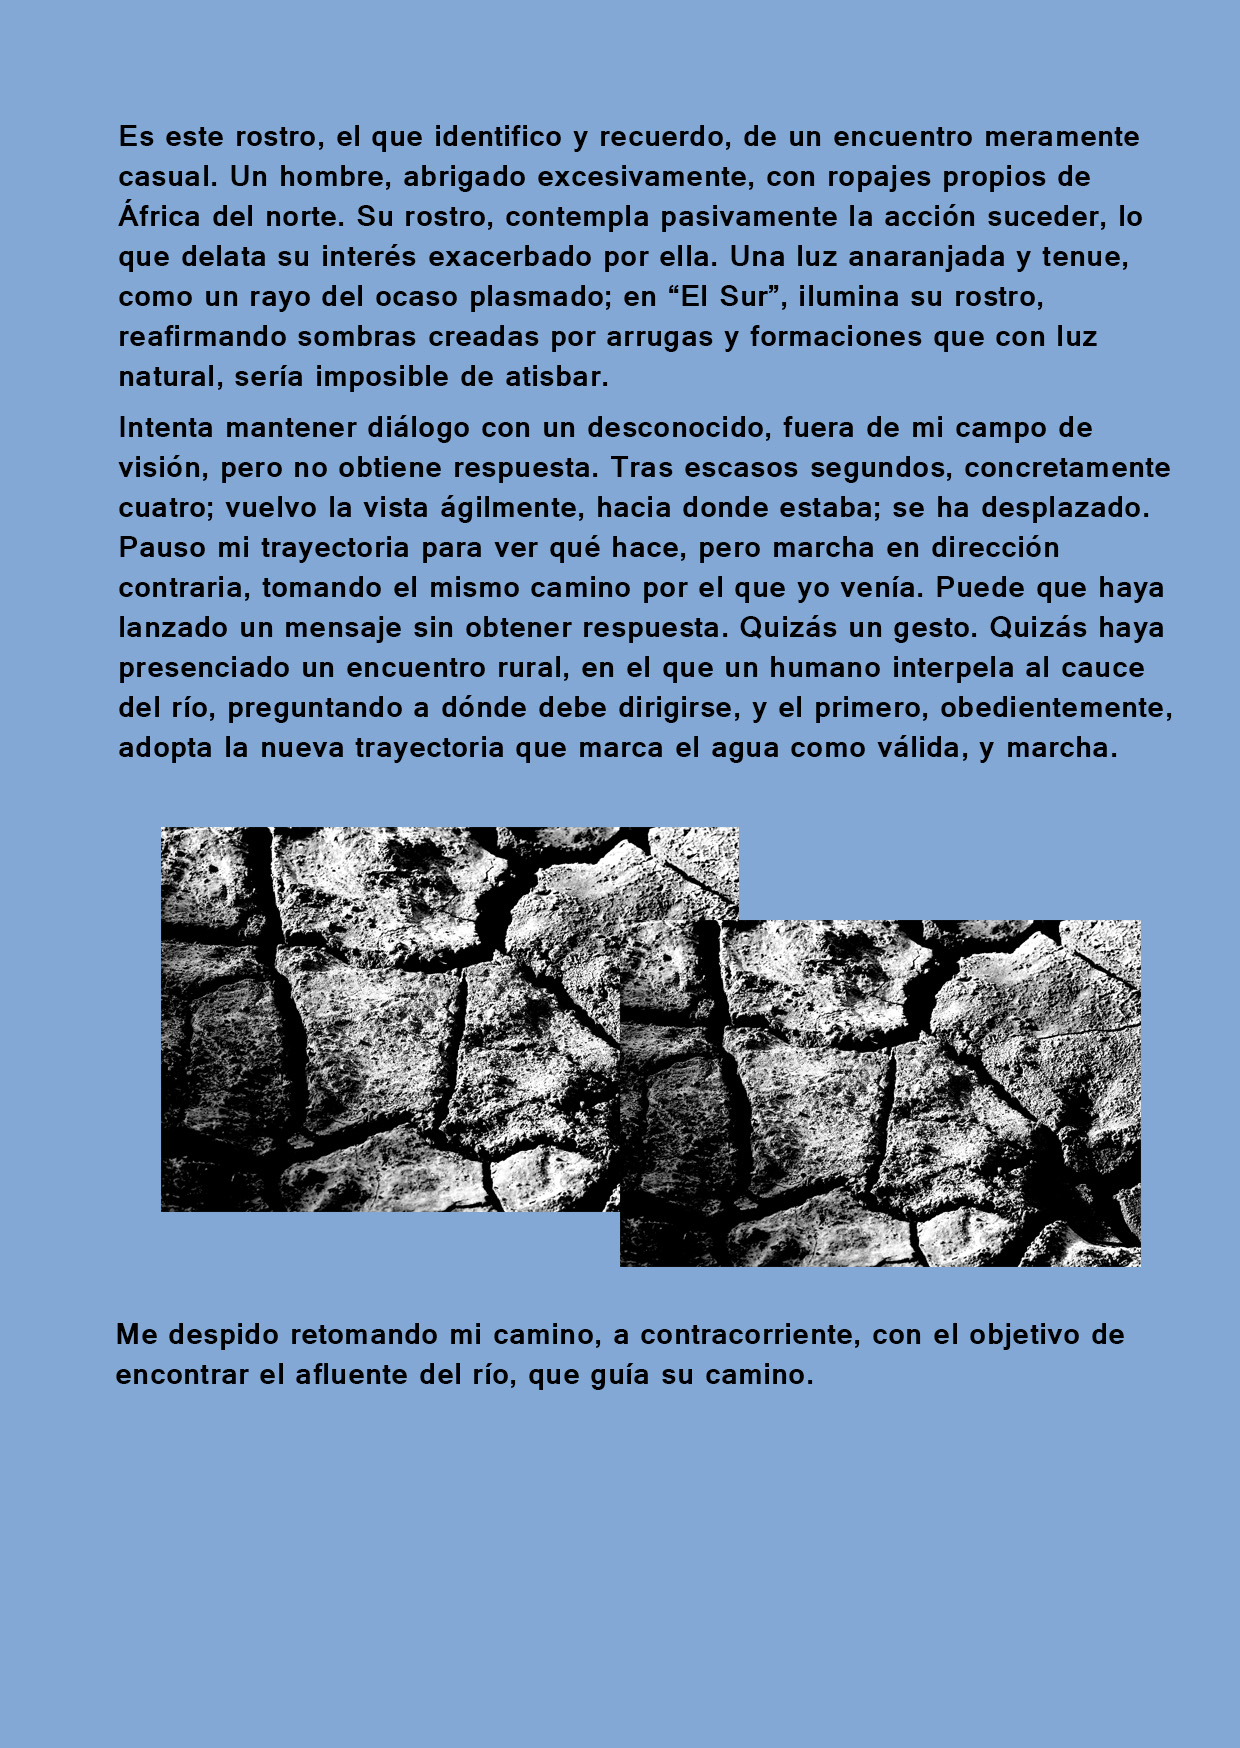 Es este rostro, el que identifico y recuerdo, de un encuentro meramente
casual. Un hombre, abrigado excesivamente, con ropajes propios de
África del norte. Su rostro, contempla pasivamente la acción suceder, lo
que delata su interés exacerbado por ella. Una luz anaranjada y tenue,
como un rayo del ocaso plasmado; en “El Sur”, ilumina su rostro,
reafirmando sombras creadas por arrugas y formaciones que con luz
natural, sería imposible de atisbar.
Intenta mantener diálogo con un desconocido, fuera de mi campo de
visión, pero no obtiene respuesta. Tras escasos segundos, concretamente
cuatro; vuelvo la vista ágilmente, hacia donde estaba; se ha desplazado.
Pauso mi trayectoria para ver qué hace, pero marcha en dirección
contraria, tomando el mismo camino por el que yo venía. Puede que haya
lanzado un mensaje sin obtener respuesta. Quizás un gesto. Quizás haya
presenciado un encuentro rural, en el que un humano interpela al cauce
del río, preguntando a dónde debe dirigirse, y el primero, obedientemente,
adopta la nueva trayectoria que marca el agua como válida, y marcha.
Me despido retomando mi camino, a contracorriente, con el objetivo de
encontrar el afluente del río, que guía su camino.